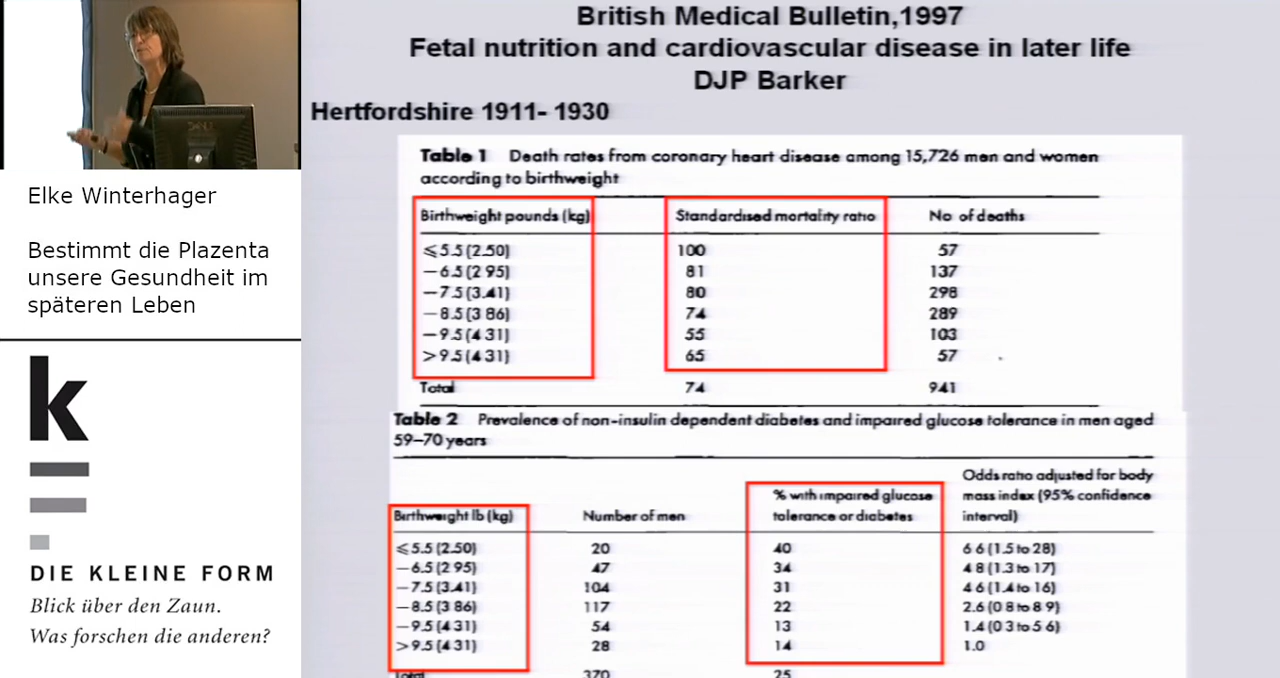 British Medical Bulletin,1997
Fetal nutrition and cardiovascular disease in later life
DJP Barker
Hertfordshire 1911- 1930
Table 1 Death rates from coronary heart disease among 15,726 men and women
according to birthweight
Birthweight pounds (kg) Standardised mortality ratio No of deaths
⩽5.5 (2.50) 100 57
–6.5 (2 95) 81 137
–7.5 (3.41) 80 298
–8.5 (3 86) 74 289
–9.5 (4 31) 55 103
>9.5 (4 31) 65 57
Total 74 941
Table 2 Prevalence of non-insulin dependent diabetes and impaired glucose tolerance in men aged
59–70 years
Birthweight lb (kg) Number of men % with impaired glucose tolerance or diabetes Odds ratio adjusted for body mass index (95% confidence interval)
⩽5.5 (2.50) 20 40 6 6 (1.5 to 28)
–6.5 (2 95) 47 34 4 8 (1.3 to 17)
–7.5 (3.41) 104 31 4 6 (1.4 to 16)
–8.5 (3 86) 117 22 2.6 (0 8 to 8 9)
–9.5 (4 31) 54 13 1.4 (0 3 to 5 6)
>9.5 (4 31) 28 14 1.0
Total 370 25
DELL
Elke Winterhager
Bestimmt die Plazenta
unsere Gesundheit im
späteren Leben
k
DIE KLEINE FORM
Blick über den Zaun.
Was forschen die anderen?